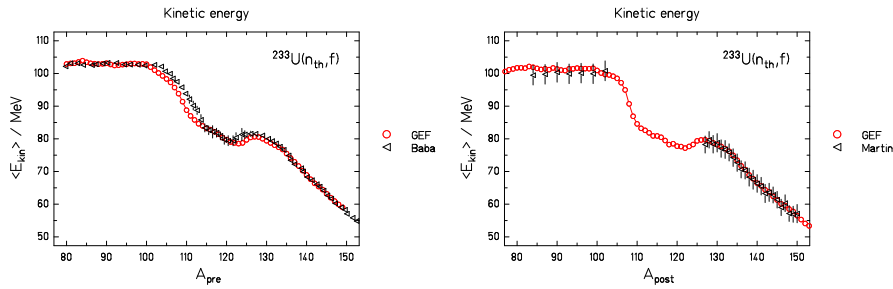 Kinetic energy
<E_kin> / MeV
110
100
90
80
70
60
50
²³³U(n_th,f)
80 90 100 110 120 130 140 150
A_pre
GEF
Baba
Kinetic energy
<E_kin> / MeV
110
100
90
80
70
60
50
²³³U(n_th,f)
80 90 100 110 120 130 140 150
A_post
GEF
Martin